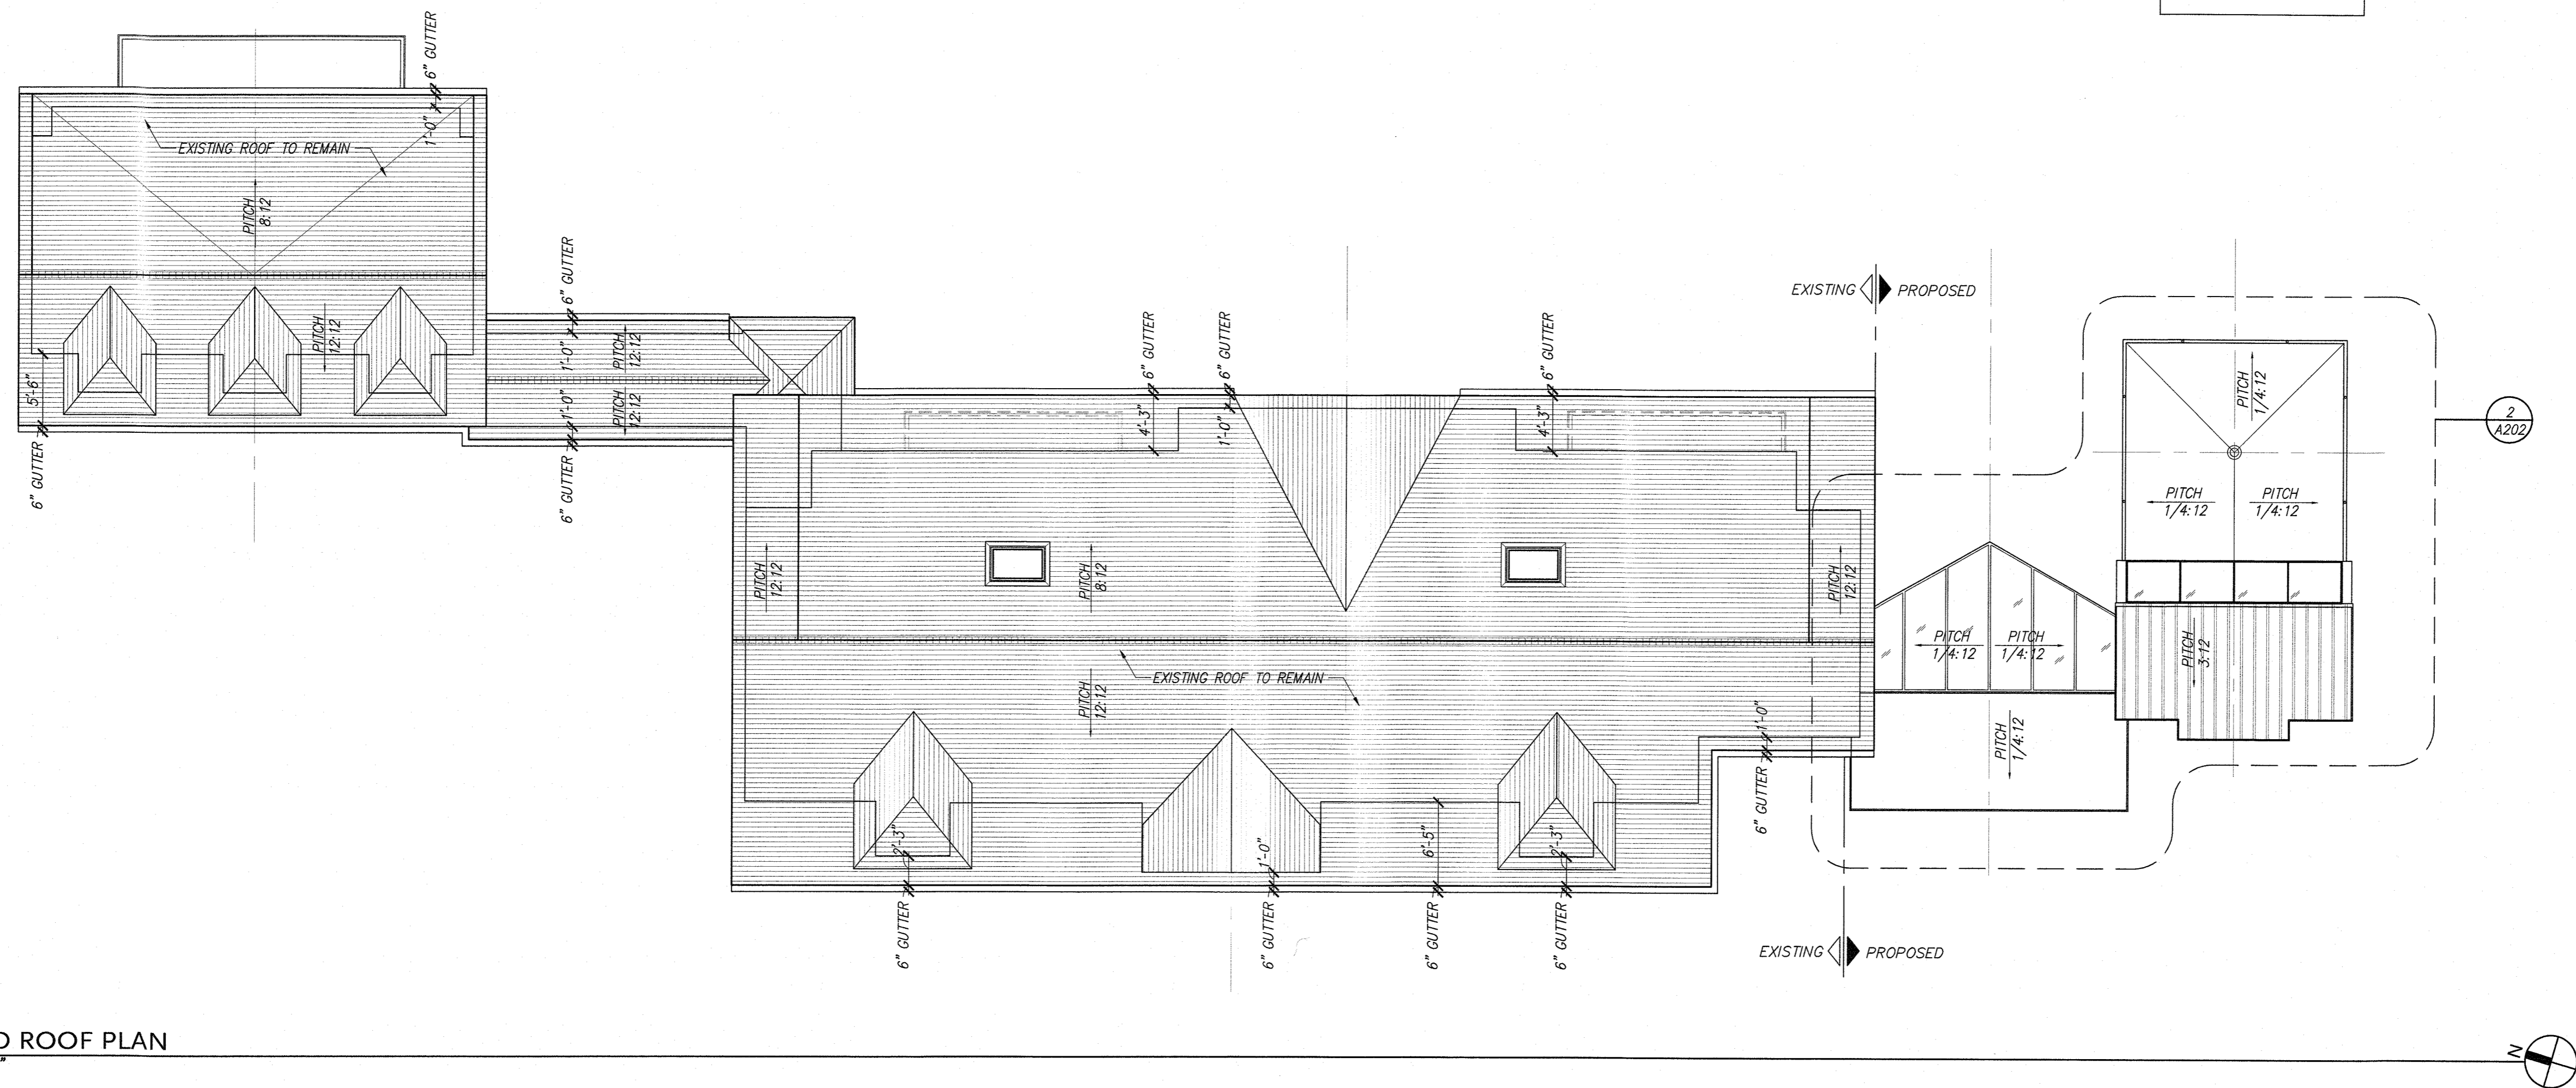 6" GUTTER
1'-0"
EXISTING ROOF TO REMAIN
PITCH
8:12
PITCH
12:12
5'-6"
6" GUTTER
6" GUTTER
1'-0"
PITCH
12:12
1'-0"
PITCH
12:12
6" GUTTER
6" GUTTER
4'-3"
6" GUTTER
1'-0"
6" GUTTER
4'-3"
EXISTING
PROPOSED
PITCH
1/4:12
2
A202
PITCH
1/4:12
PITCH
1/4:12
PITCH
12:12
PITCH
8:12
PITCH
12:12
PITCH
1/4:12
PITCH
1/4:12
PITCH
3:12
EXISTING ROOF TO REMAIN
PITCH
12:12
1'-0"
6" GUTTER
PITCH
1/4:12
2'-3"
1'-0"
6'-5"
2'-3"
6" GUTTER
6" GUTTER
6" GUTTER
6" GUTTER
EXISTING
PROPOSED
ROOF PLAN
N